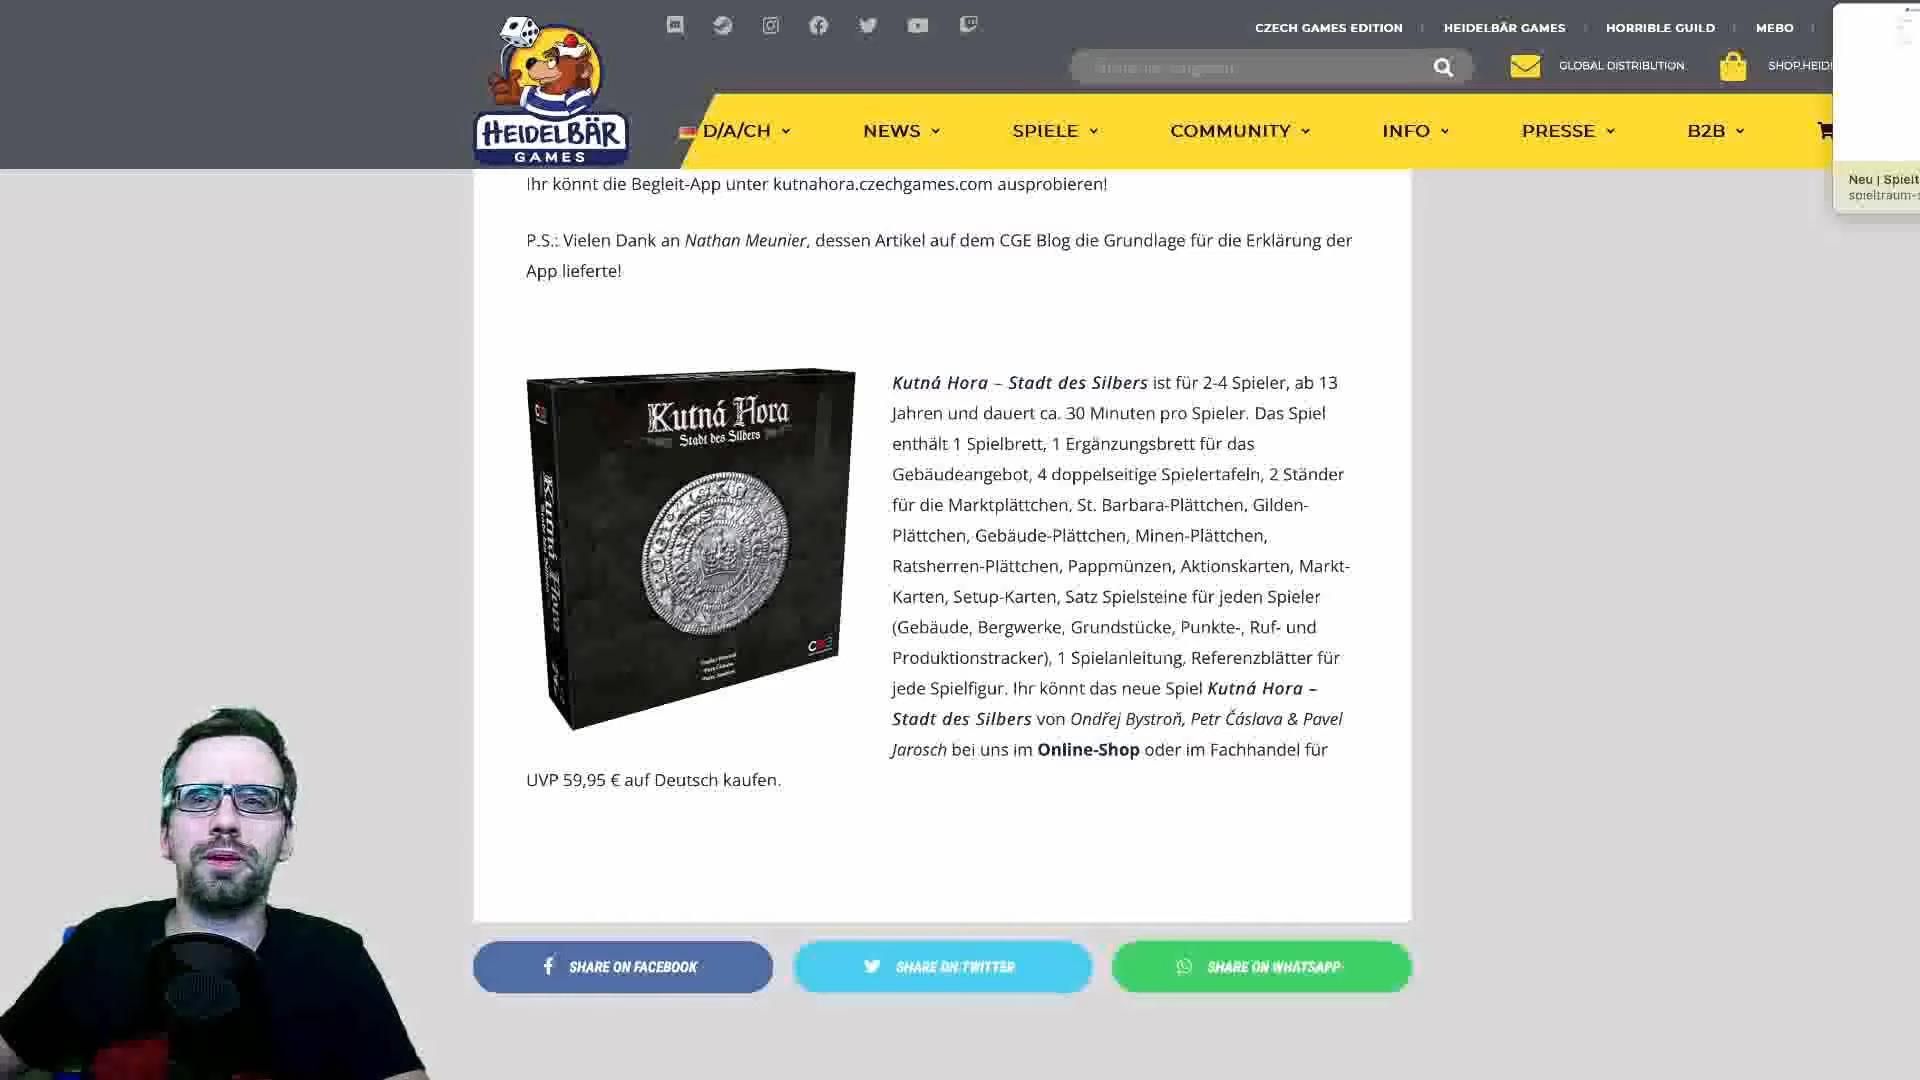 CZECH GAMES EDITION
HEIDELBÄR GAMES
HORRIBLE GUILD
MEBO
GLOBAL DISTRIBUTION
SHOP.HEID
HEIDELBÄR
GAMES
D/A/CH
NEWS
SPIELE
COMMUNITY
INFO
PRESSE
B2B
Neu | Spielt
spieltraum-s
Ihr könnt die Begleit-App unter kutnahora.czechgames.com ausprobieren!
P.S.: Vielen Dank an Nathan Meunier, dessen Artikel auf dem CGE Blog die Grundlage für die Erklärung der
App lieferte!
Kutná Hora
Stadt des Silbers
Kutná Hora
CGE
Kutná Hora – Stadt des Silbers ist für 2-4 Spieler, ab 13
Jahren und dauert ca. 30 Minuten pro Spieler. Das Spiel
enthält 1 Spielbrett, 1 Ergänzungsbrett für das
Gebäudeangebot, 4 doppelseitige Spielertafeln, 2 Ständer
für die Marktplättchen, St. Barbara-Plättchen, Gilden-
Plättchen, Gebäude-Plättchen, Minen-Plättchen,
Ratsherren-Plättchen, Pappmünzen, Aktionskarten, Markt-
Karten, Setup-Karten, Satz Spielsteine für jeden Spieler
(Gebäude, Bergwerke, Grundstücke, Punkte-, Ruf- und
Produktionstracker), 1 Spielanleitung, Referenzblätter für
jede Spielfigur. Ihr könnt das neue Spiel Kutná Hora –
Stadt des Silbers von Ondřej Bystroň, Petr Čáslava & Pavel
Jarosch bei uns im Online-Shop oder im Fachhandel für
UVP 59,95 € auf Deutsch kaufen.
SHARE ON FACEBOOK
SHARE ON TWITTER
SHARE ON WHATSAPP